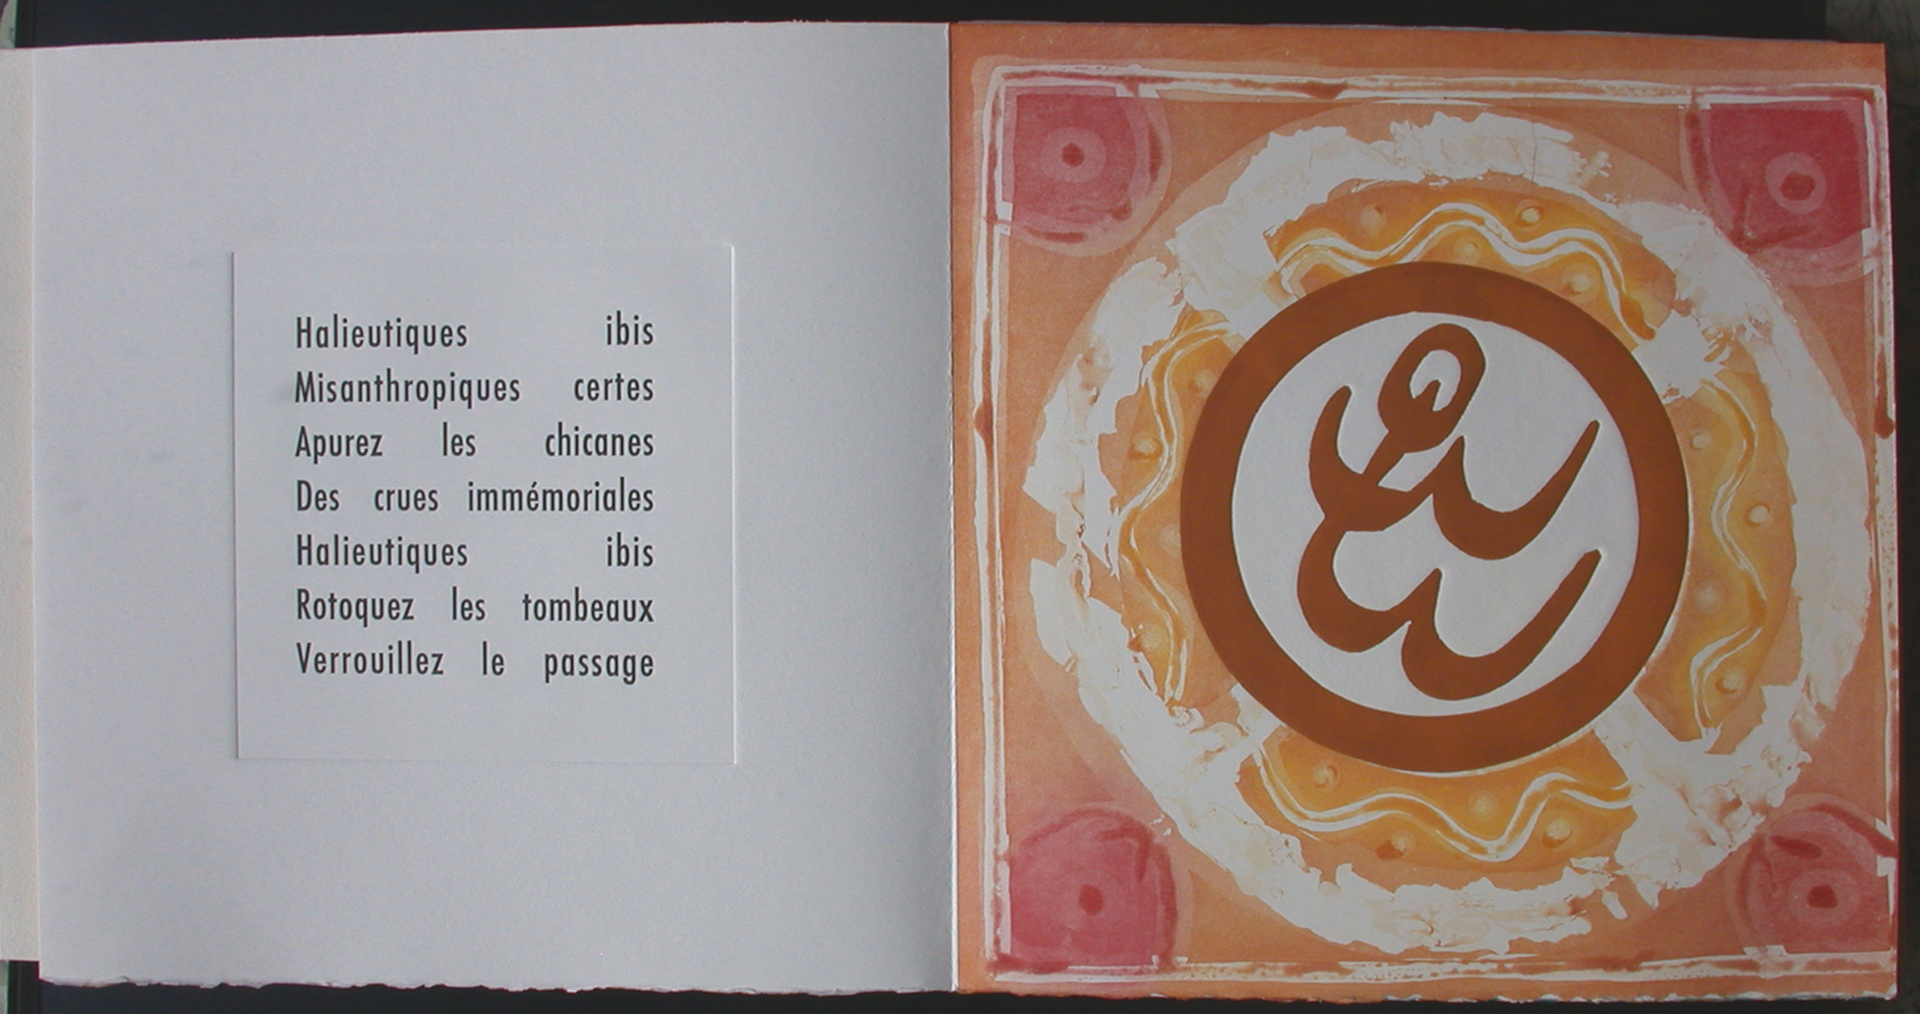 Halieutiques ibis
Misanthropiques certes
Apurez les chicanes
Des crues immémoriales
Halieutiques ibis
Rotoquez les tombeaux
Verrouillez le passage